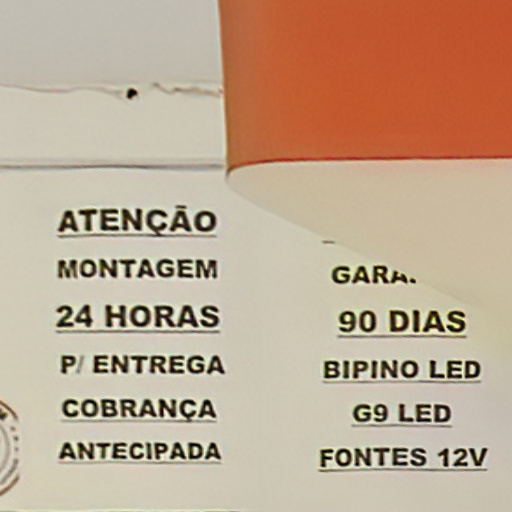 ATENÇÃO
MONTAGEM
24 HORAS
P/ ENTREGA
COBRANÇA
ANTECIPADA
90 DIAS
BIPINO LED
G9 LED
FONTES 12V